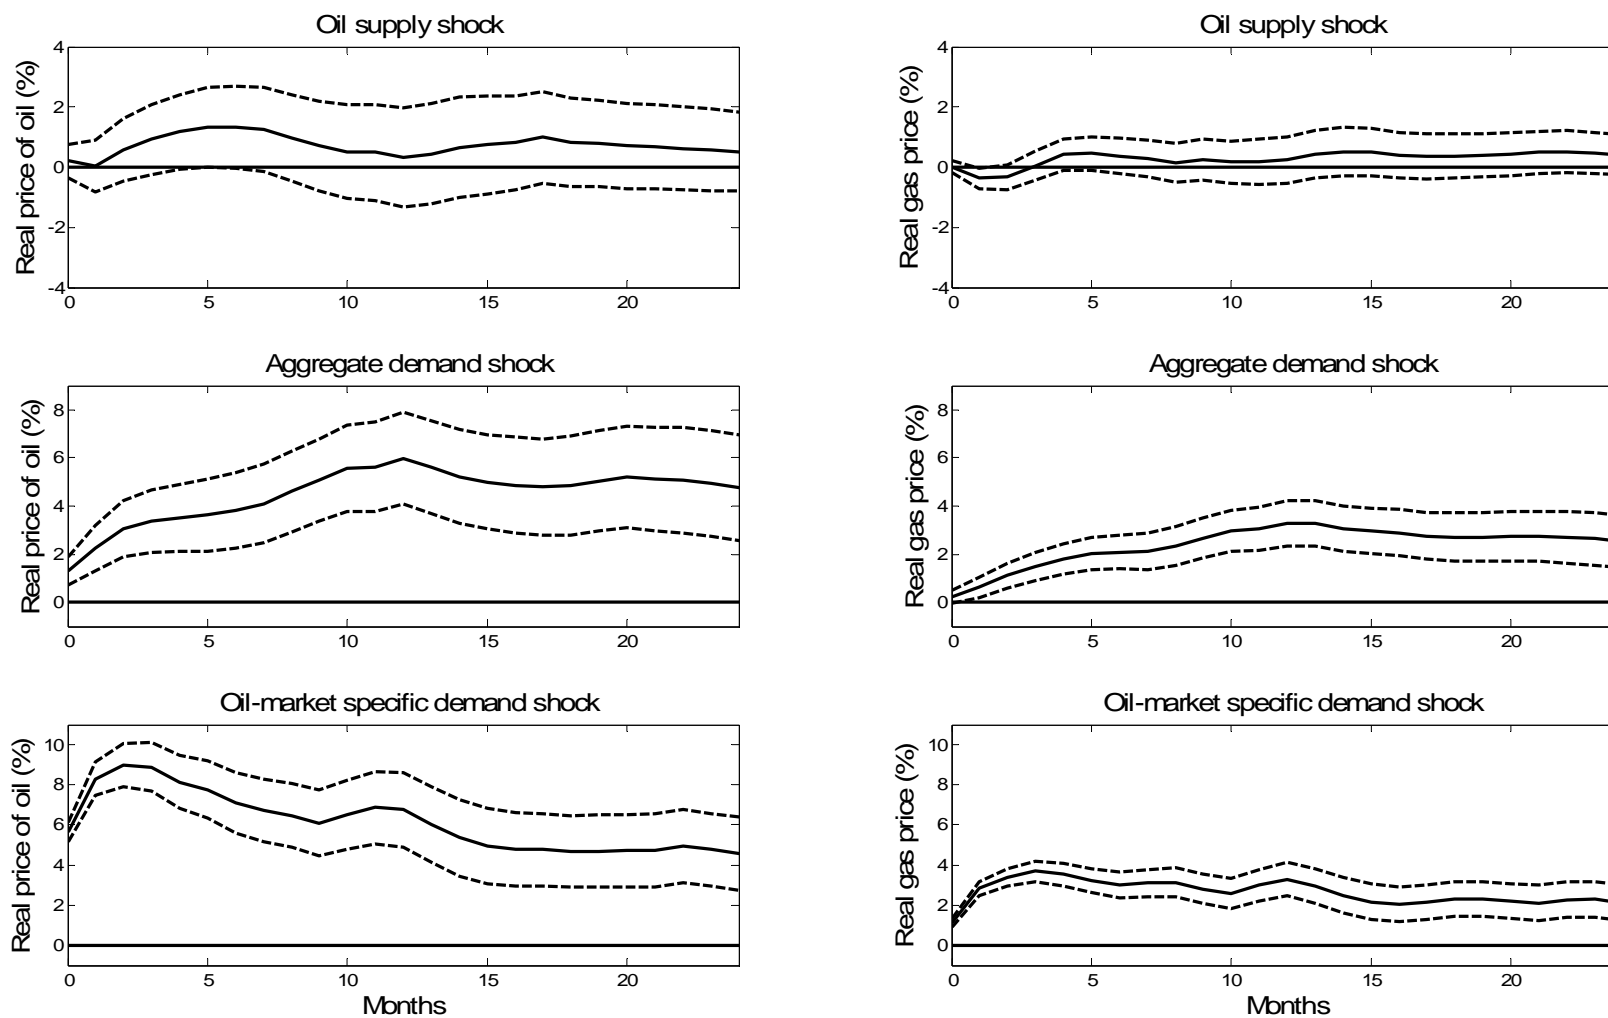 Oil supply shock
Real price of oil (%)
4
2
0
-2
-4
0 5 10 15 20
Oil supply shock
Real gas price (%)
4
2
0
-2
-4
0 5 10 15 20
Aggregate demand shock
Real price of oil (%)
8
6
4
2
0
0 5 10 15 20
Aggregate demand shock
Real gas price (%)
8
6
4
2
0
0 5 10 15 20
Oil-market specific demand shock
Real price of oil (%)
10
8
6
4
2
0
0 5 10 15 20
Months
Oil-market specific demand shock
Real gas price (%)
10
8
6
4
2
0
0 5 10 15 20
Months